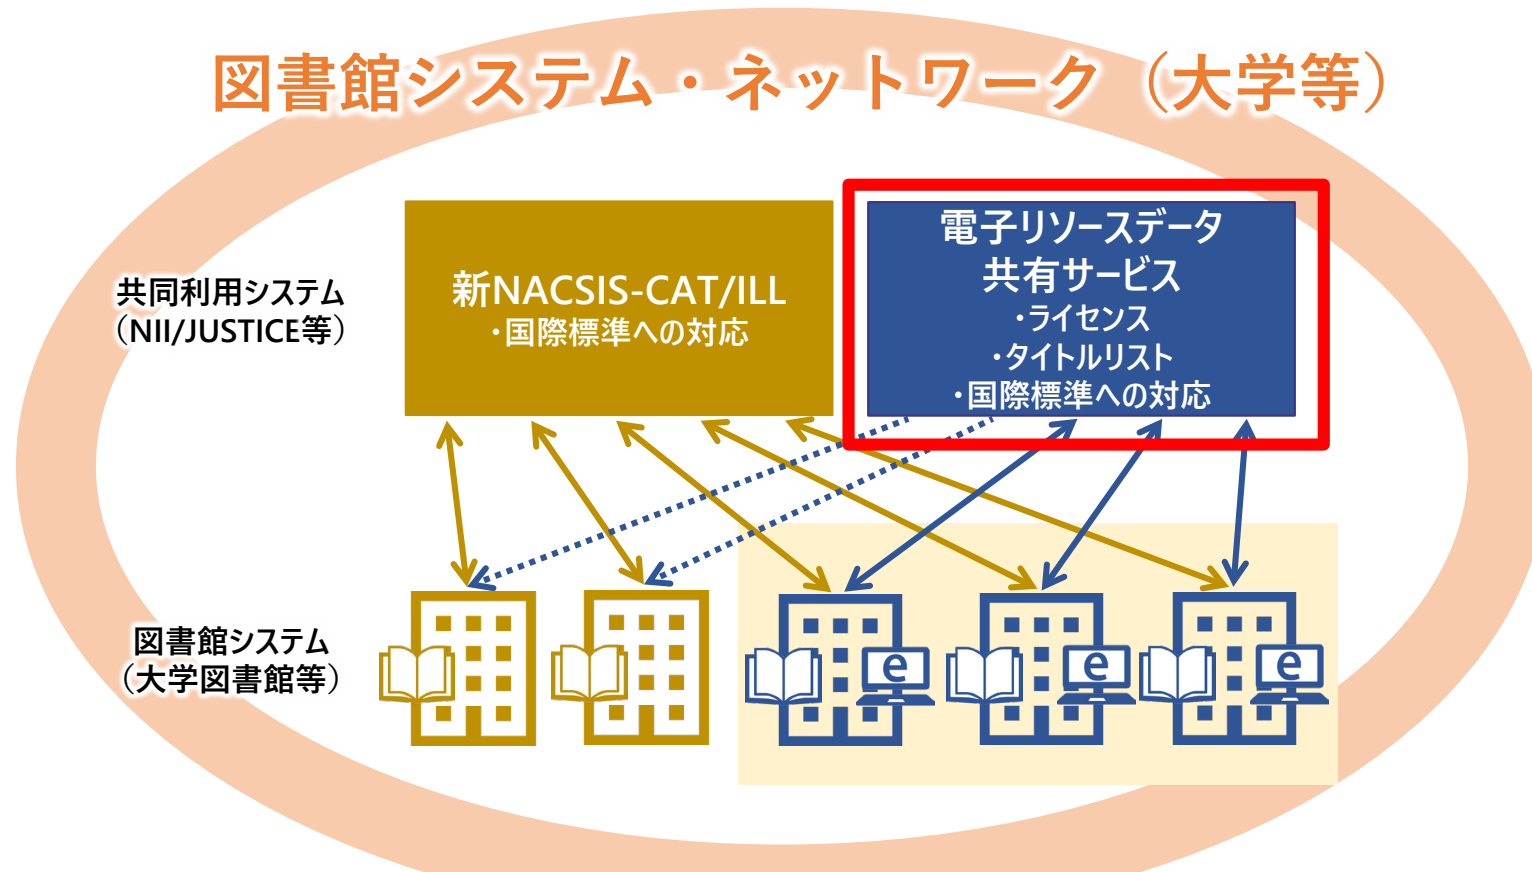 図書館システム・ネットワーク（大学等）
共同利用システム
（NII/JUSTICE等）
新NACSIS-CAT/ILL
・国際標準への対応
電子リソースデータ
共有サービス
・ライセンス
・タイトルリスト
・国際標準への対応
図書館システム
（大学図書館等）
e
e
e